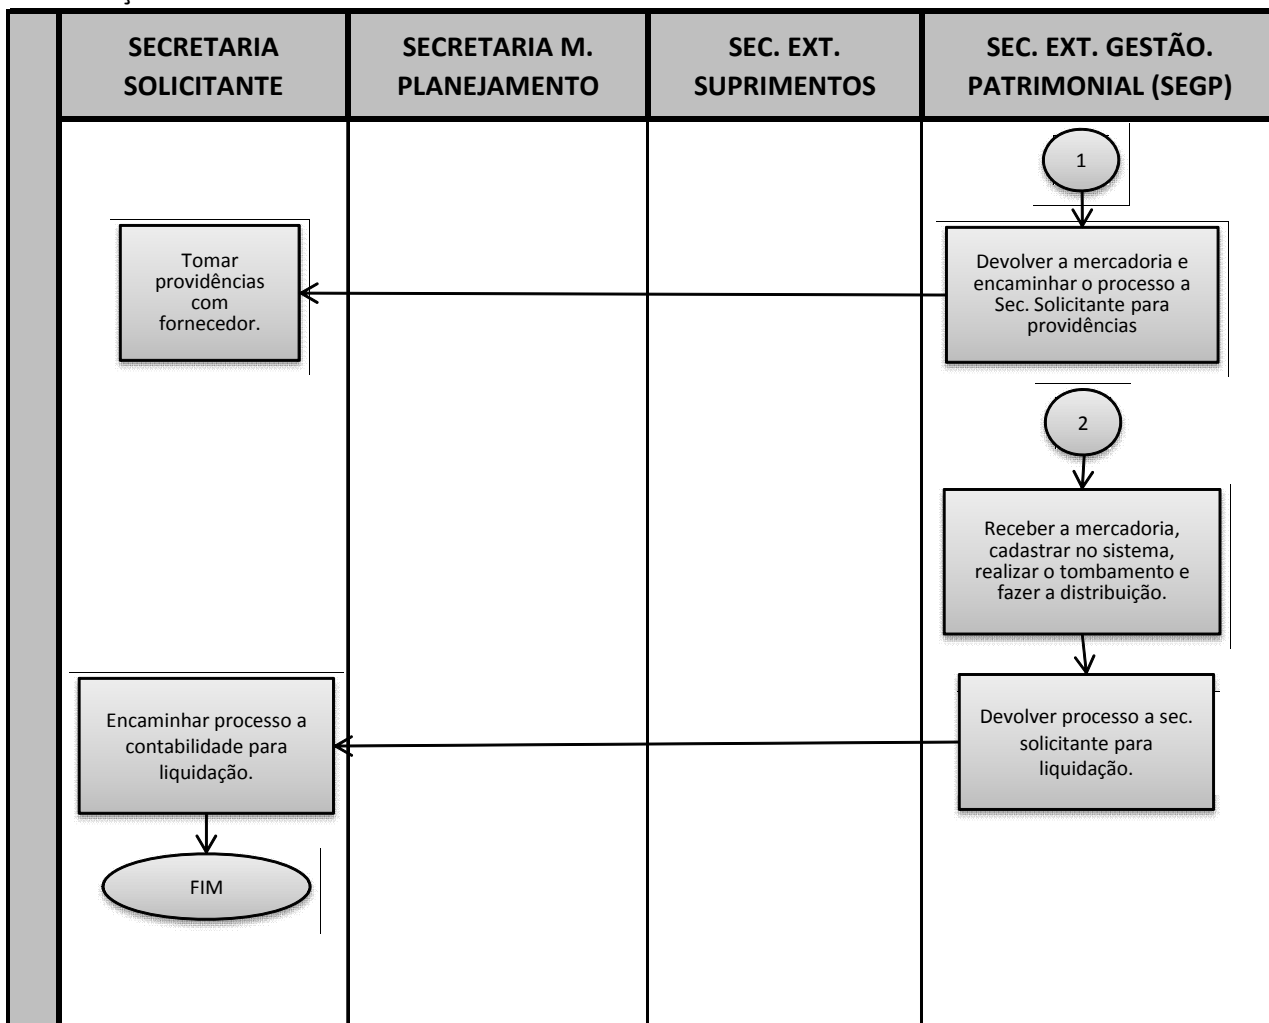 SECRETARIA
SOLICITANTE
SECRETARIA M.
PLANEJAMENTO
SEC. EXT.
SUPRIMENTOS
SEC. EXT. GESTÃO.
PATRIMONIAL (SEGP)
1
Devolver a mercadoria e
encaminhar o processo a
Sec. Solicitante para
providências
Tomar
providências
com
fornecedor.
2
Receber a mercadoria,
cadastrar no sistema,
realizar o tombamento e
fazer a distribuição.
Devolver processo a sec.
solicitante para
liquidação.
Encaminhar processo a
contabilidade para
liquidação.
FIM